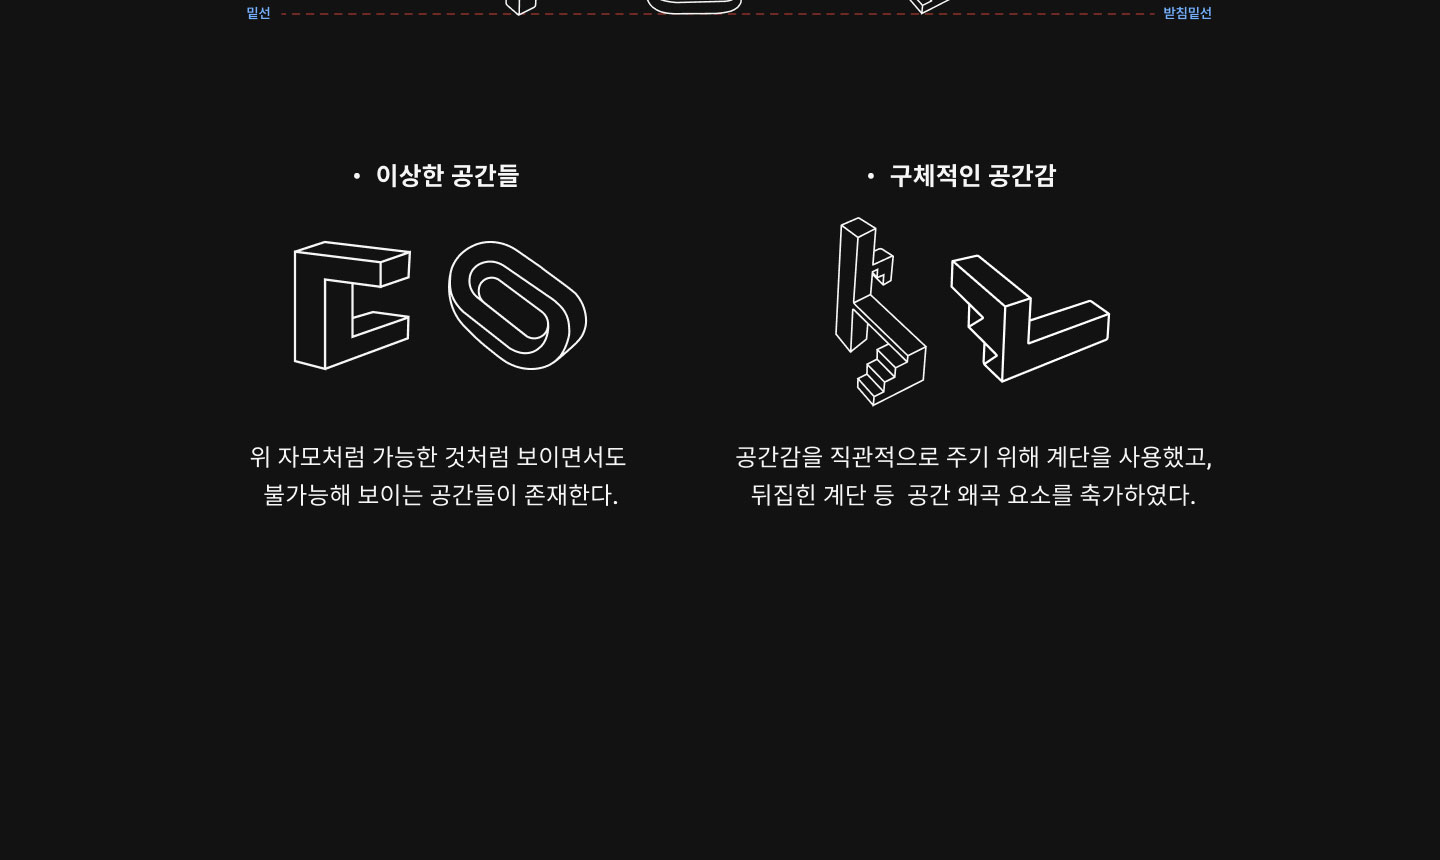 밑선
받침밑선
• 이상한 공간들
• 구체적인 공간감
위 자모처럼 가능한 것처럼 보이면서도
불가능해 보이는 공간들이 존재한다.
공간감을 직관적으로 주기 위해 계단을 사용했고,
뒤집힌 계단 등 공간 왜곡 요소를 축가하였다.